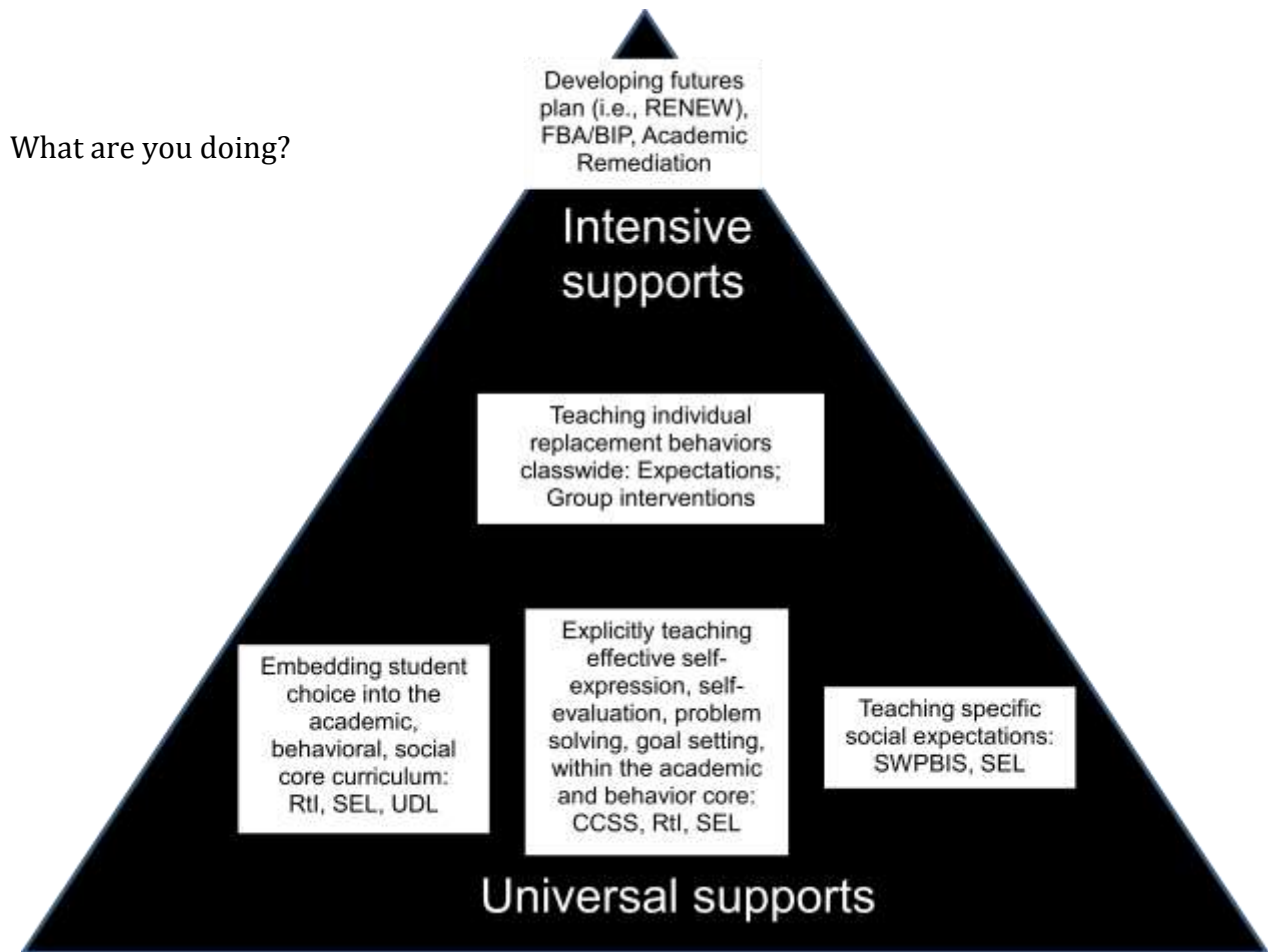 Developing futures
plan (i.e., RENEW),
FBA/BIP, Academic
Remediation
What are you doing?
Intensive
supports
Teaching individual
replacement behaviors
classwide: Expectations;
Group interventions
Embedding student
choice into the
academic,
behavioral, social
core curriculum:
RtI, SEL, UDL
Explicitly teaching
effective self-
expression, self-
evaluation, problem
solving, goal setting,
within the academic
and behavior core:
CCSS, RtI, SEL
Teaching specific
social expectations:
SWPBIS, SEL
Universal supports